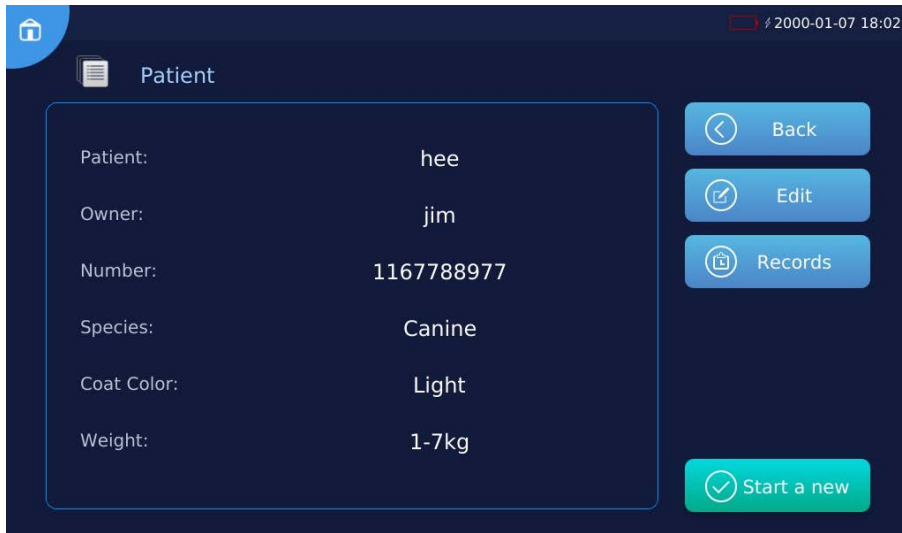 2000-01-07 18:02
Patient
Patient: hee
Owner: jim
Number: 1167788977
Species: Canine
Coat Color: Light
Weight: 1-7kg
Back
Edit
Records
Start a new